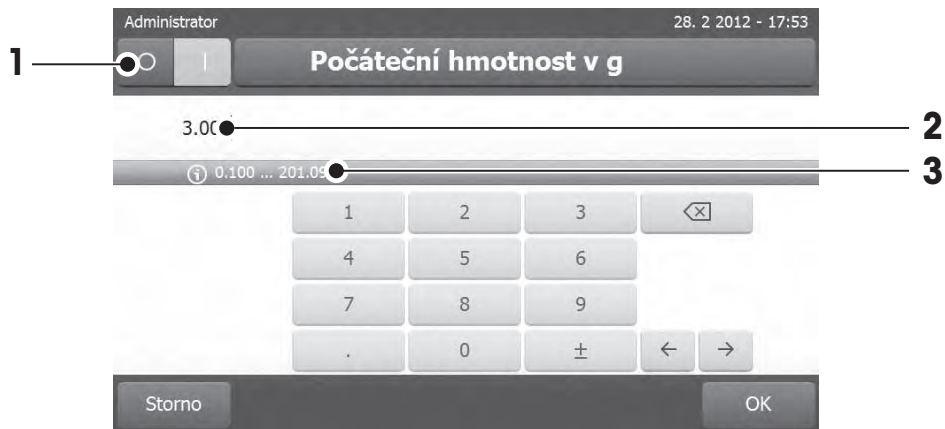 Administrator 28. 2 2012 - 17:53
1 O I Počáteční hmotnost v g
3.00 2
0.100 ... 201.09 3
1 2 3
4 5 6
7 8 9
. 0 ± ← →
Storno OK